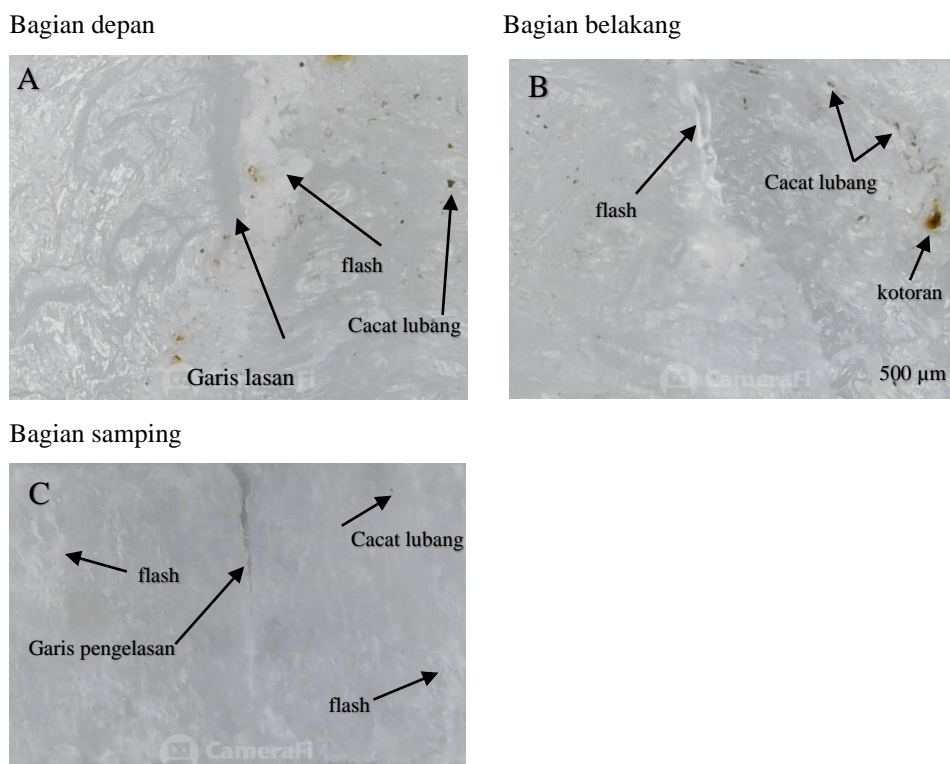 Bagian depan
Bagian belakang
A
flash
Cacat lubang
Garis lasan
CameraFi
B
flash
Cacat lubang
kotoran
CameraFi
500 µm
Bagian samping
C
Cacat lubang
flash
Garis pengelasan
flash
CameraFi